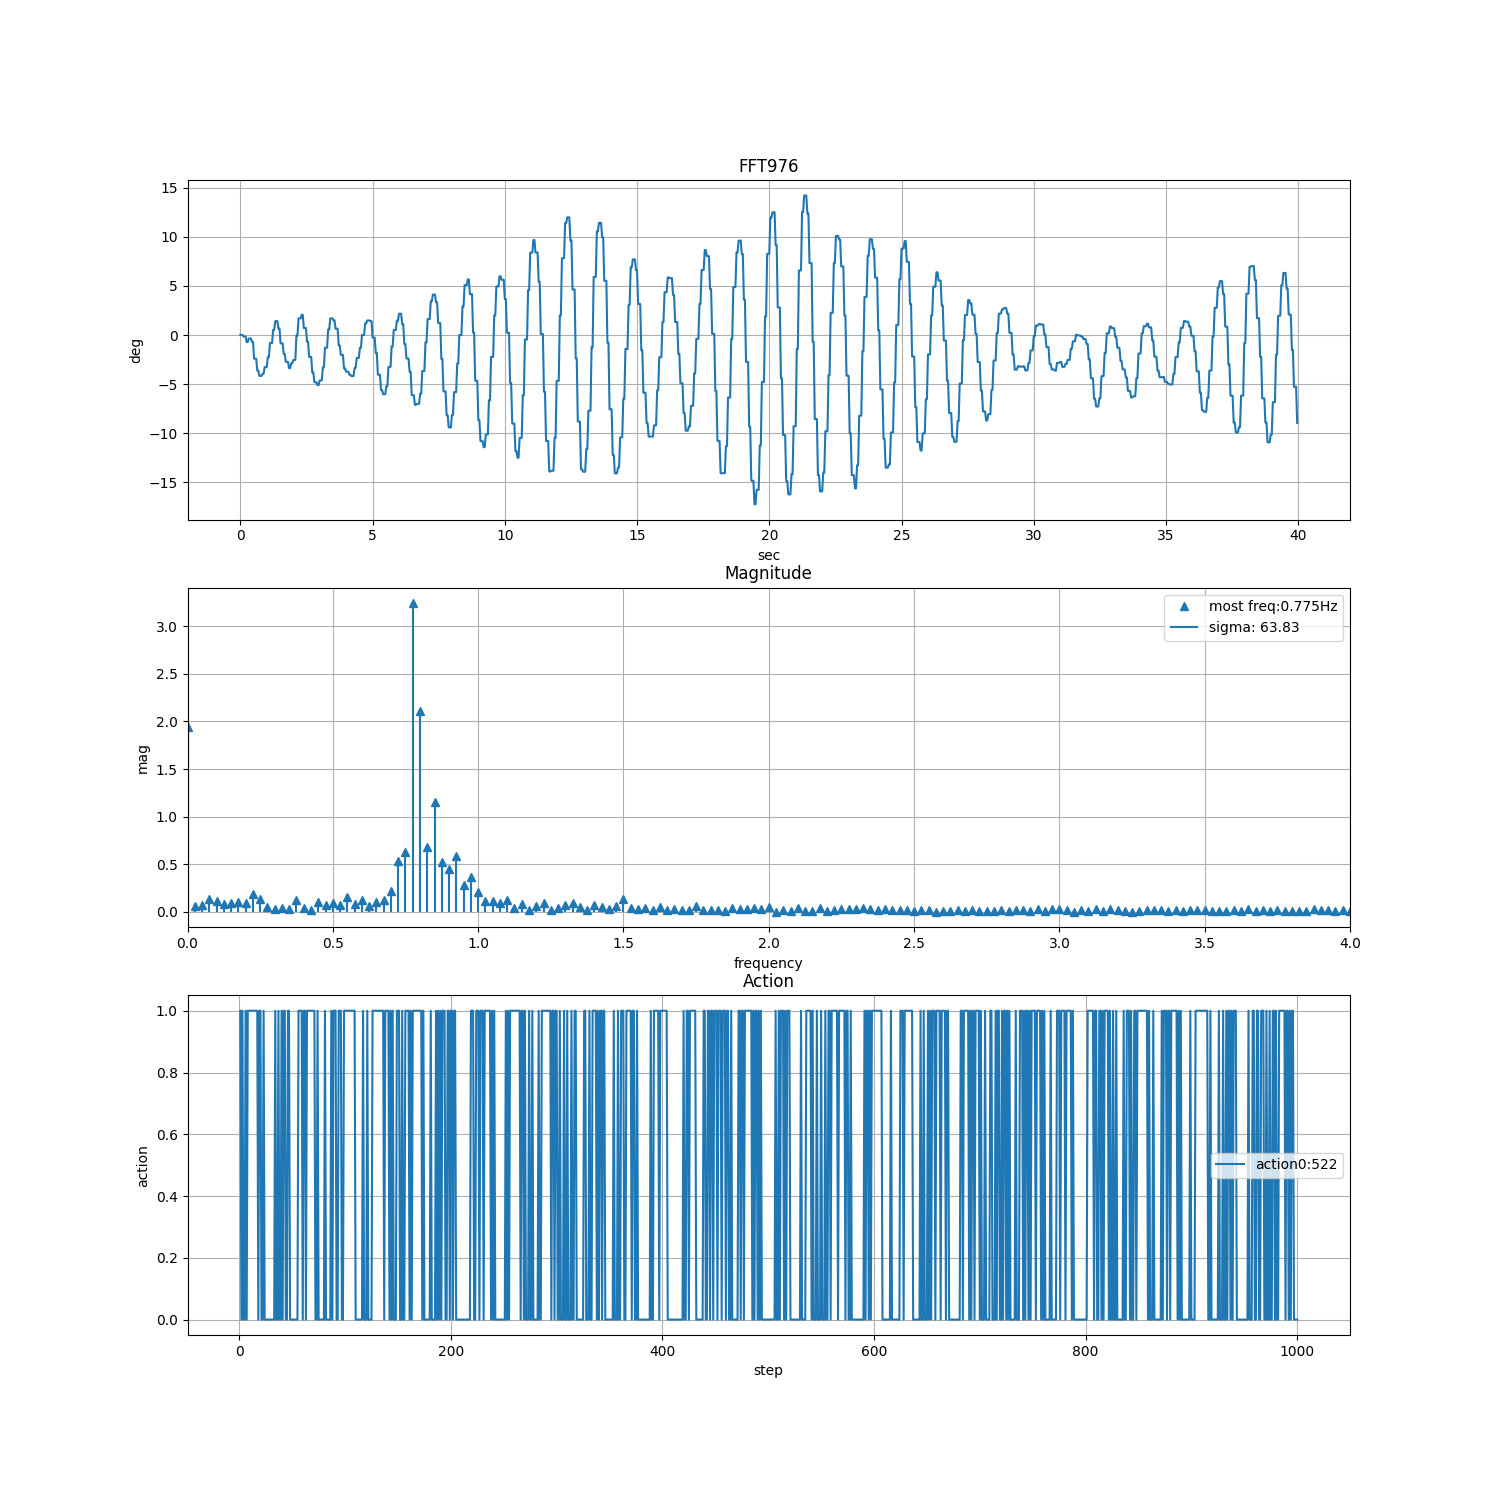 FFT976
15
10
5
0
−5
−10
−15
deg
0 5 10 15 20 25 30 35 40
sec
Magnitude
3.0
2.5
2.0
1.5
1.0
0.5
0.0
mag
most freq:0.775Hz
sigma: 63.83
0.0 0.5 1.0 1.5 2.0 2.5 3.0 3.5 4.0
frequency
Action
1.0
0.8
0.6
0.4
0.2
0.0
action
action0:522
0 200 400 600 800 1000
step